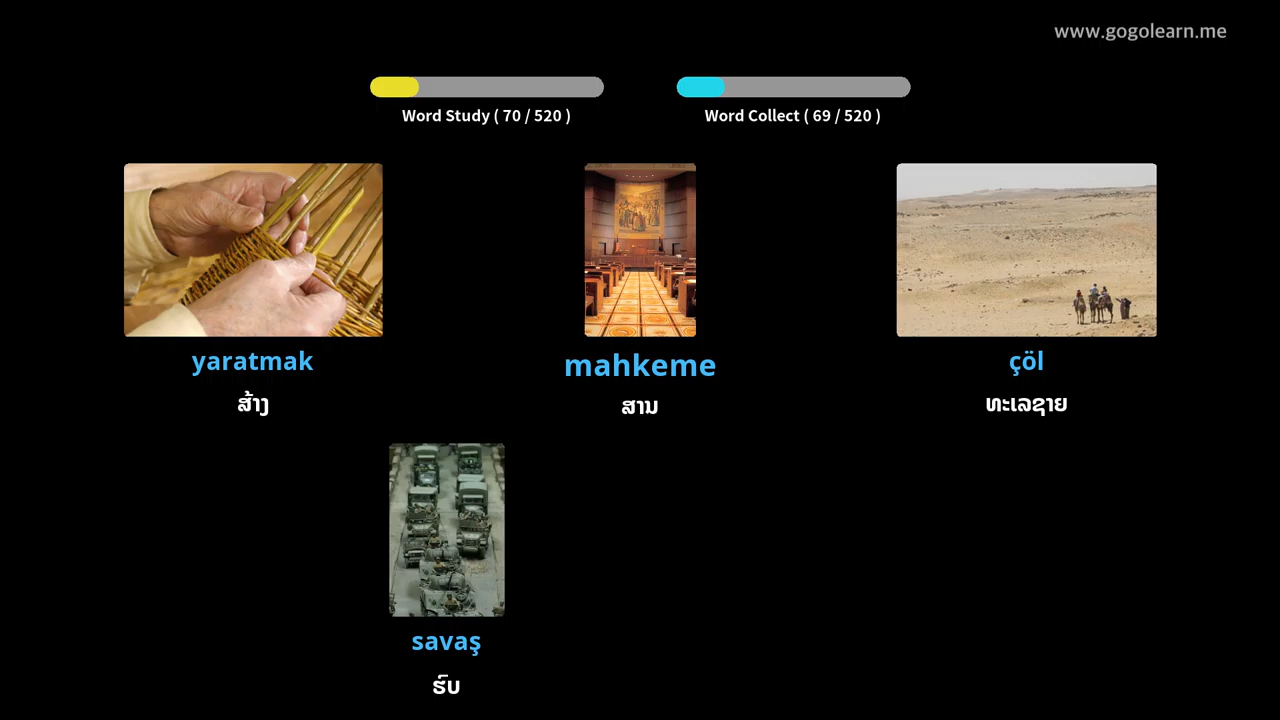 www.gogolearn.me
Word Study ( 70 / 520 )
Word Collect ( 69 / 520 )
yaratmak
ສ້າງ
mahkeme
ສານ
çöl
ທະເລຊາຍ
savaş
ຮົບ